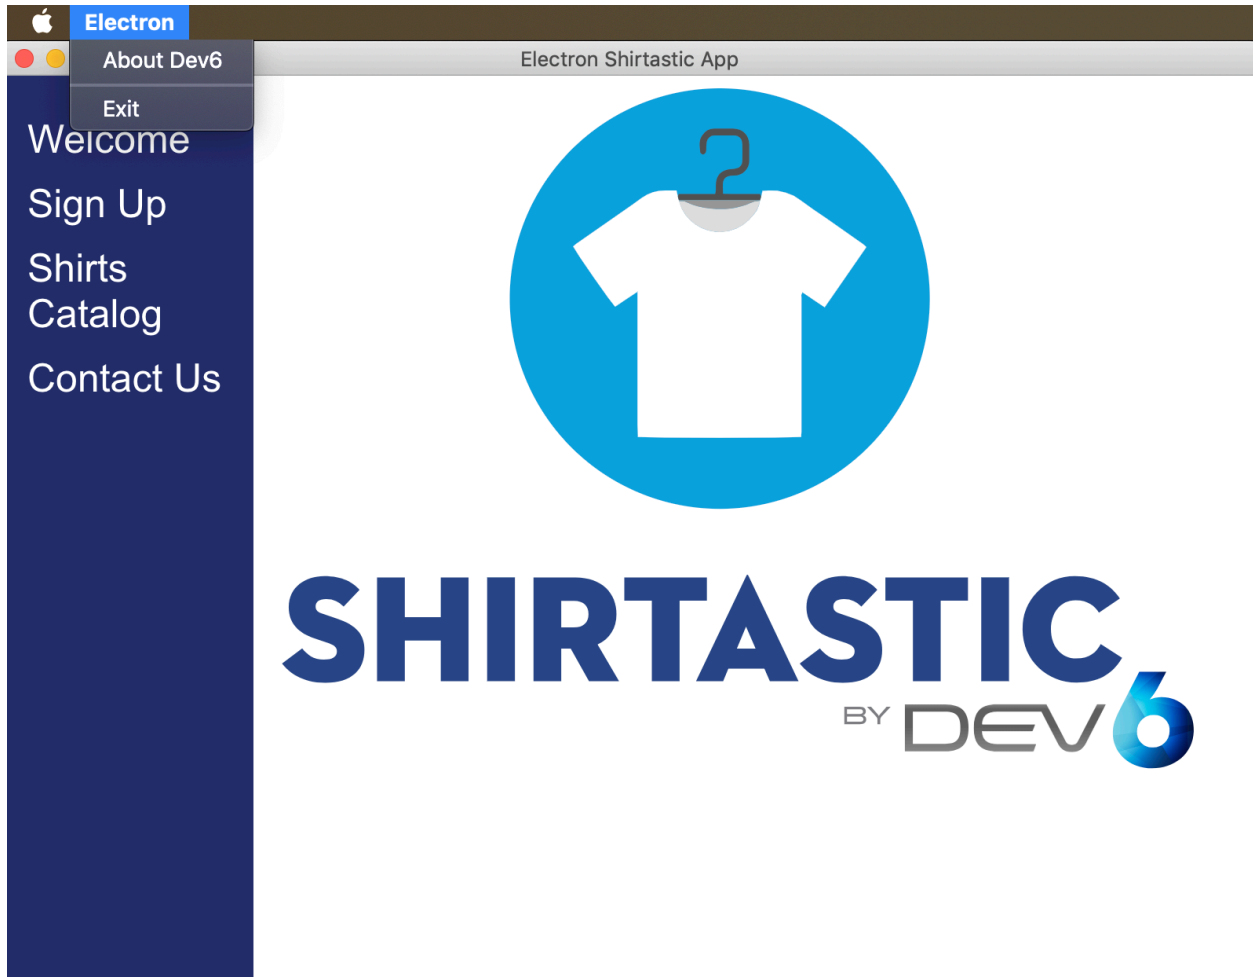 Electron
About Dev6
Exit
Electron Shirtastic App
Welcome
Sign Up
Shirts
Catalog
Contact Us
SHIRTASTIC
BY DEV6